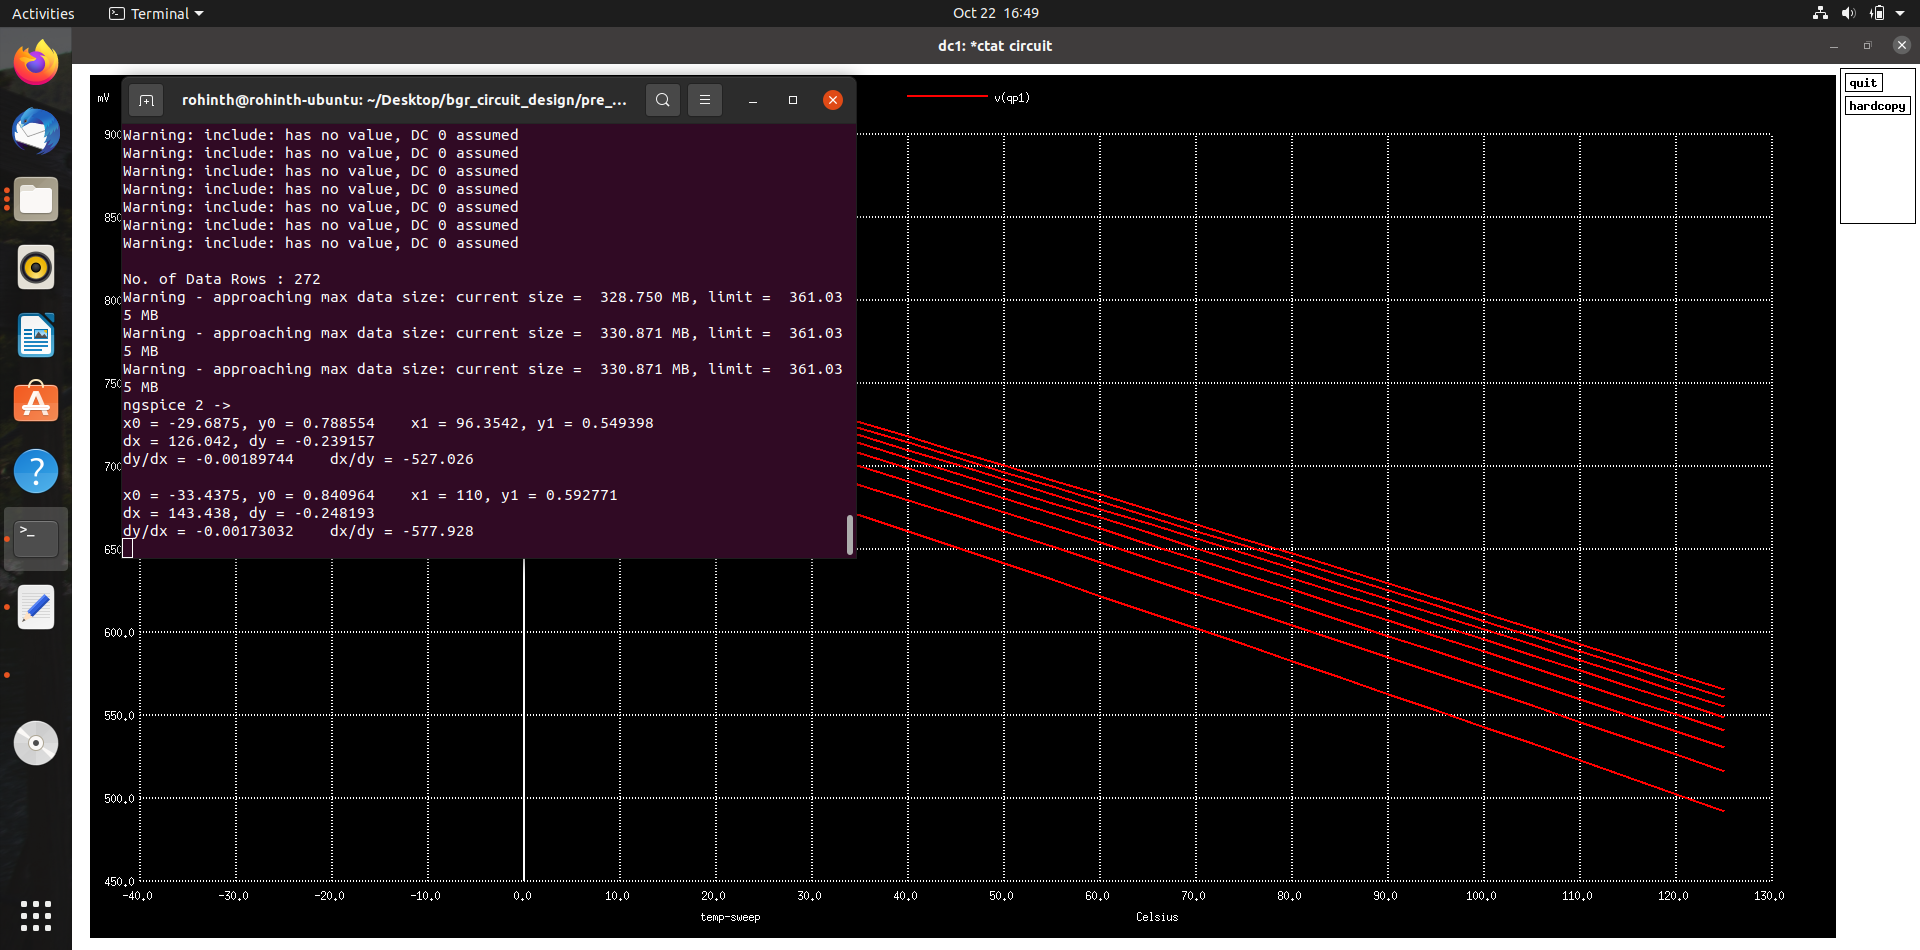 Activities
Terminal
Oct 22 16:49
dc1: *ctat circuit
quit
hardcopy
mV
v(qp1)
rohinth@rohinth-ubuntu: ~/Desktop/bgr_circuit_design/pre_...
Warning: include: has no value, DC 0 assumed
Warning: include: has no value, DC 0 assumed
Warning: include: has no value, DC 0 assumed
Warning: include: has no value, DC 0 assumed
Warning: include: has no value, DC 0 assumed
Warning: include: has no value, DC 0 assumed
Warning: include: has no value, DC 0 assumed
No. of Data Rows : 272
Warning - approaching max data size: current size =  328.750 MB, limit =  361.03
5 MB
Warning - approaching max data size: current size =  330.871 MB, limit =  361.03
5 MB
Warning - approaching max data size: current size =  330.871 MB, limit =  361.03
5 MB
ngspice 2 ->
x0 = -29.6875, y0 = 0.788554    x1 = 96.3542, y1 = 0.549398
dx = 126.042, dy = -0.239157
dy/dx = -0.00189744    dx/dy = -527.026
x0 = -33.4375, y0 = 0.840964    x1 = 110, y1 = 0.592771
dx = 143.438, dy = -0.248193
dy/dx = -0.00173032    dx/dy = -577.928
>_
900
850
800
750
700
650
600.0
550.0
500.0
450.0
-40.0 -30.0 -20.0 -10.0 0.0 10.0 20.0 30.0 40.0 50.0 60.0 70.0 80.0 90.0 100.0 110.0 120.0 130.0
temp-sweep
Celsius